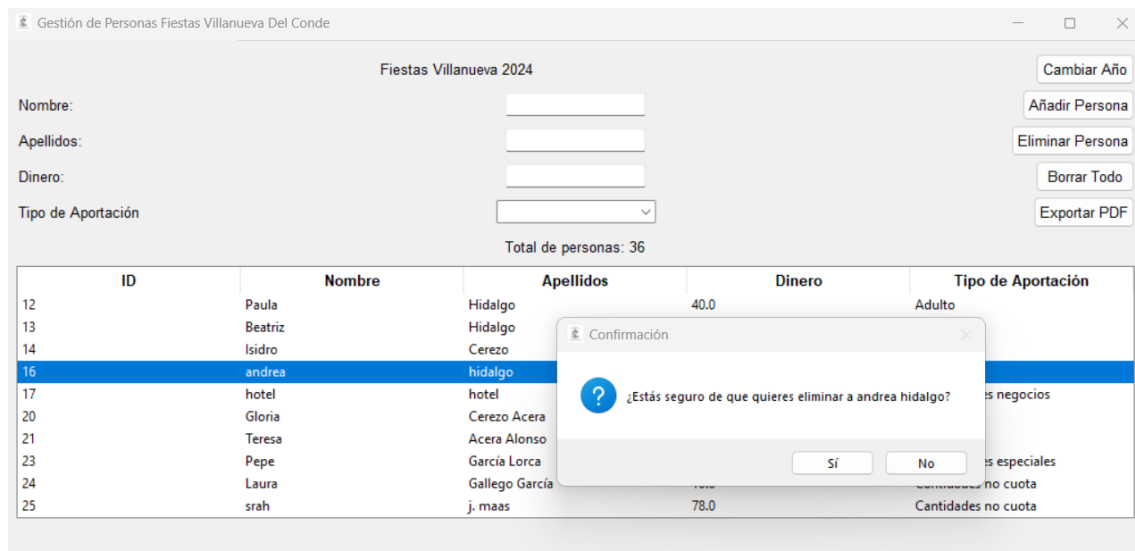 Gestión de Personas Fiestas Villanueva Del Conde
Fiestas Villanueva 2024
Cambiar Año
Nombre:
Añadir Persona
Apellidos:
Eliminar Persona
Dinero:
Borrar Todo
Tipo de Aportación
Exportar PDF
Total de personas: 36
ID Nombre Apellidos Dinero Tipo de Aportación
12 Paula Hidalgo 40.0 Adulto
13 Beatriz Hidalgo
14 Isidro Cerezo
16 andrea hidalgo
17 hotel hotel negocios
20 Gloria Cerezo Acera
21 Teresa Acera Alonso
23 Pepe García Lorca especiales
24 Laura Gallego García Cantidades no cuota
25 srah j. maas 78.0 Cantidades no cuota
Confirmación
¿Estás seguro de que quieres eliminar a andrea hidalgo?
Sí No